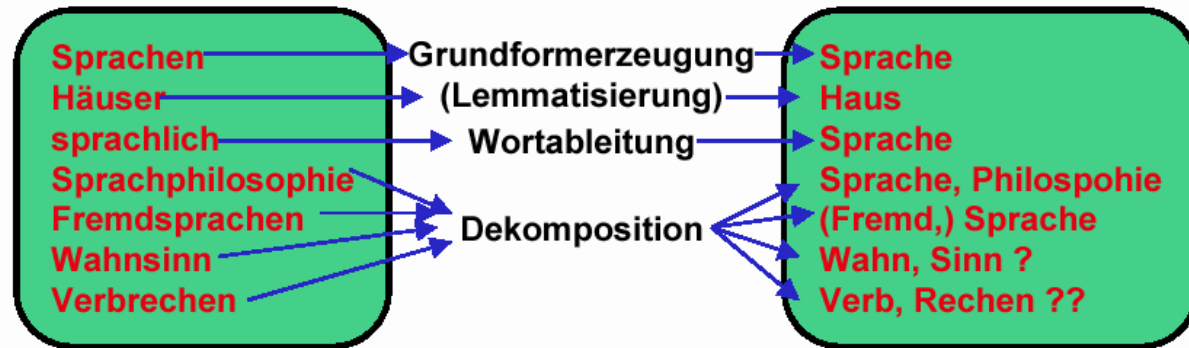 Sprachen Grundformerzeugung Sprache
Häuser (Lemmatisierung) Haus
sprachlich Wortableitung Sprache
Sprachphilosophie Sprache, Philospohie
Fremdsprachen Dekomposition (Fremd,) Sprache
Wahnsinn Wahn, Sinn ?
Verbrechen Verb, Rechen ??